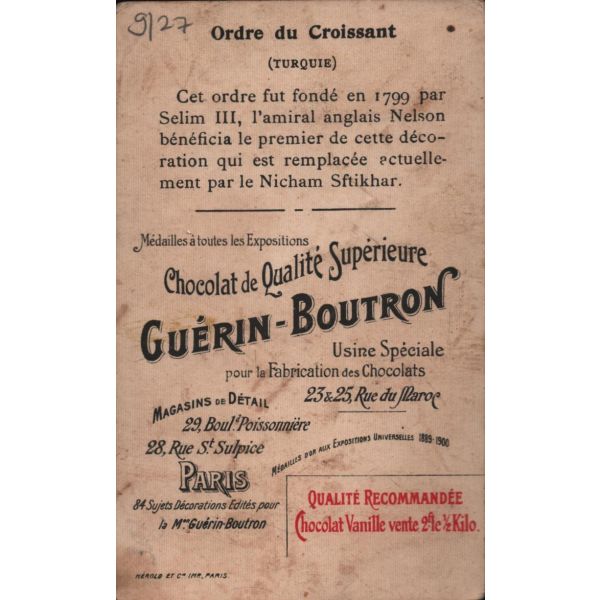 9/27
Ordre du Croissant
(TURQUIE)
Cet ordre fut fondé en 1799 par
Selim III, l'amiral anglais Nelson
bénéficia le premier de cette déco-
ration qui est remplacée actuelle-
ment par le Nicham Sftikhar.
Médailles à toutes les Expositions
Chocolat de Qualité Supérieure
GUÉRIN-BOUTRON
Usine Spéciale
pour la Fabrication des Chocolats
23 & 25, Rue du Maroc
MAGASINS DE DÉTAIL
29, Boul.d Poissonnière
28, Rue St Sulpice
PARIS
MÉDAILLES D'OR AUX EXPOSITIONS UNIVERSELLES 1889-1900
84 Sujets Décorations Edités pour
la Mon Guérin-Boutron
QUALITÉ RECOMMANDÉE
Chocolat Vanille vente 2f le ½ Kilo.
HÉROLD ET Cie IMP. PARIS